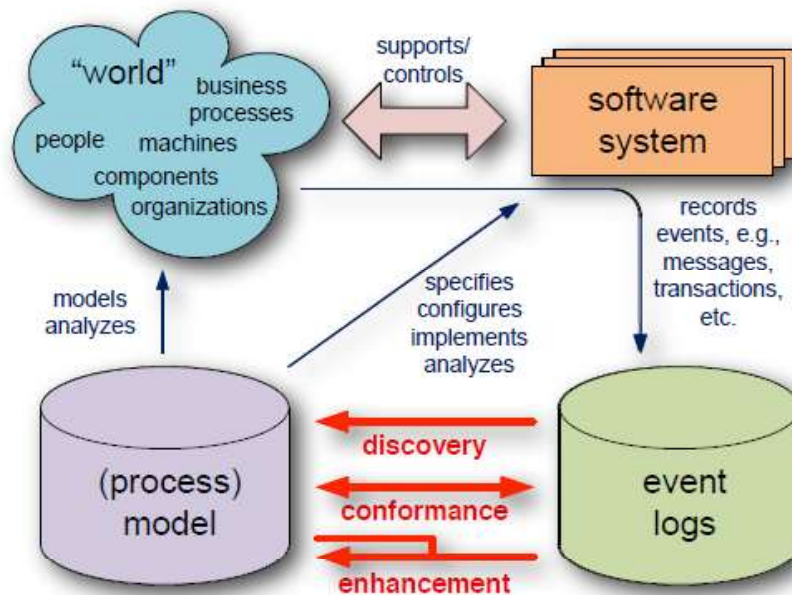 “world”
business
processes
people
machines
components
organizations
supports/
controls
software
system
records
events, e.g.,
messages,
transactions,
etc.
models
analyzes
specifies
configures
implements
analyzes
(process)
model
discovery
conformance
enhancement
event
logs